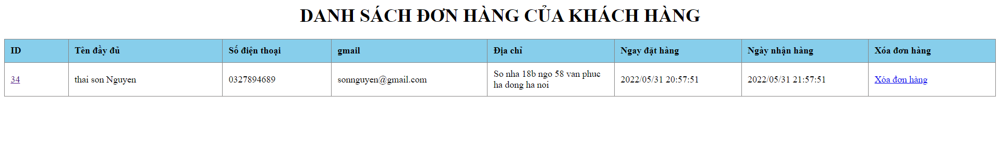 DANH SÁCH ĐƠN HÀNG CỦA KHÁCH HÀNG
ID Tên đầy đủ Số điện thoại gmail Địa chỉ Ngay đặt hàng Ngày nhận hàng Xóa đơn hàng
34 thai son Nguyen 0327894689 sonnguyen@gmail.com So nha 18b ngo 58 van phuc 2022/05/31 20:57:51 2022/05/31 21:57:51 Xóa đơn hàng
ha dong ha noi